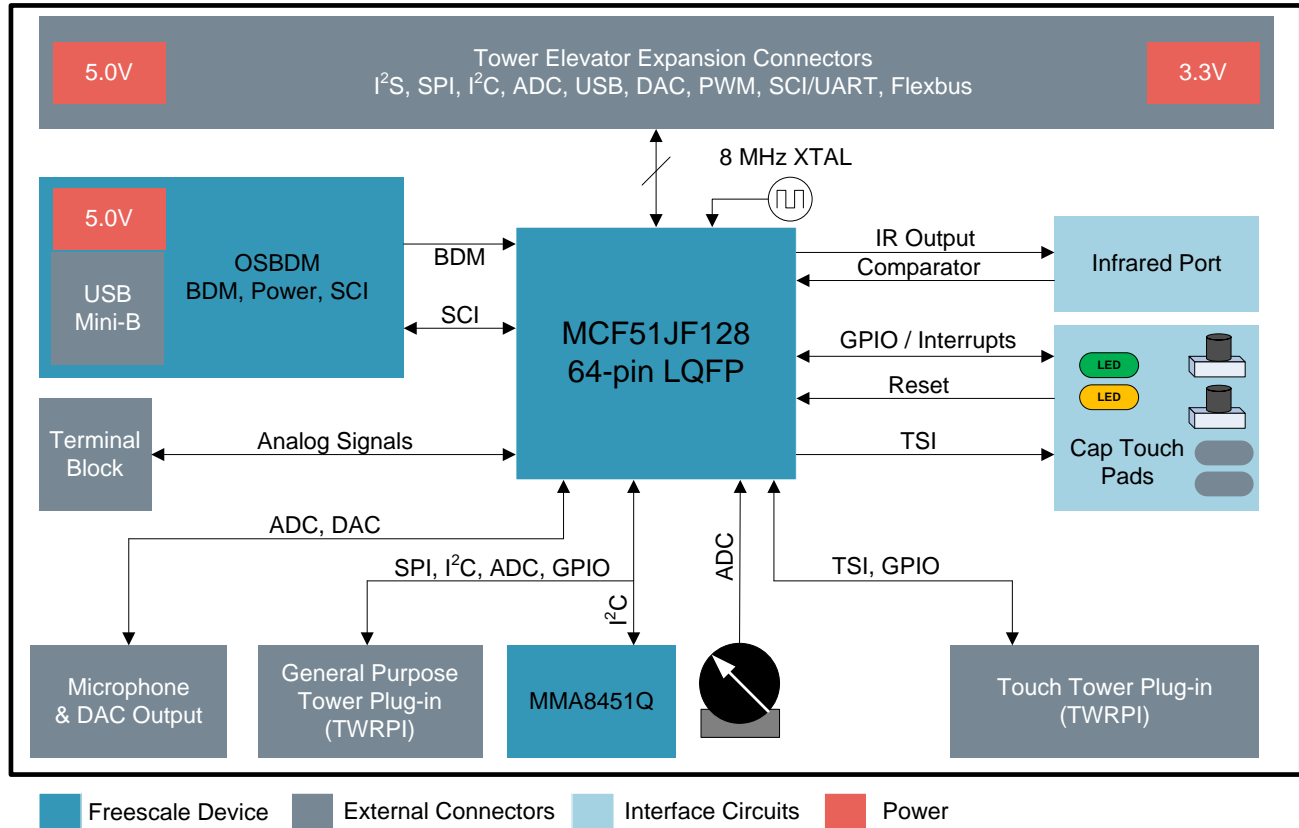 5.0V
Tower Elevator Expansion Connectors
I²S, SPI, I²C, ADC, USB, DAC, PWM, SCI/UART, Flexbus
3.3V
8 MHz XTAL
5.0V
USB
Mini-B
OSBDM
BDM, Power, SCI
BDM
SCI
MCF51JF128
64-pin LQFP
IR Output
Comparator
Infrared Port
GPIO / Interrupts
Reset
TSI
LED
LED
Cap Touch
Pads
Terminal
Block
Analog Signals
ADC, DAC
SPI, I²C, ADC, GPIO
I²C
ADC
TSI, GPIO
Microphone
& DAC Output
General Purpose
Tower Plug-in
(TWRPI)
MMA8451Q
Touch Tower Plug-in
(TWRPI)
Freescale Device
External Connectors
Interface Circuits
Power